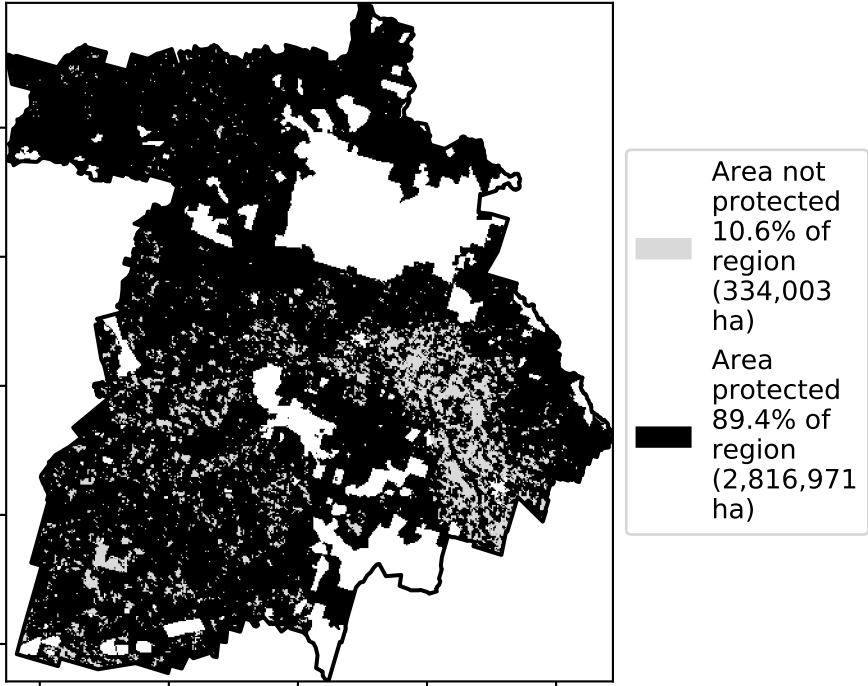 Area not
protected
10.6% of
region
(334,003
ha)
Area
protected
89.4% of
region
(2,816,971
ha)